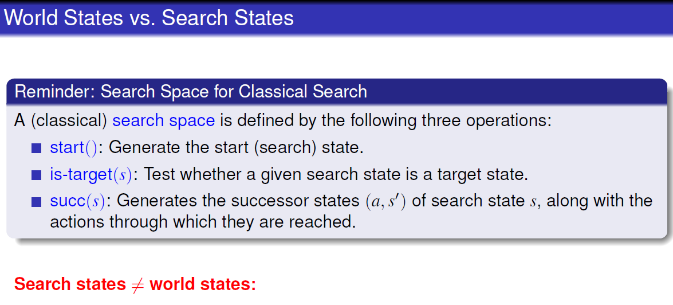 World States vs. Search States
Reminder: Search Space for Classical Search
A (classical) search space is defined by the following three operations:
■ start(): Generate the start (search) state.
■ is-target(s): Test whether a given search state is a target state.
■ succ(s): Generates the successor states (a, s′) of search state s, along with the
actions through which they are reached.
Search states ≠ world states: